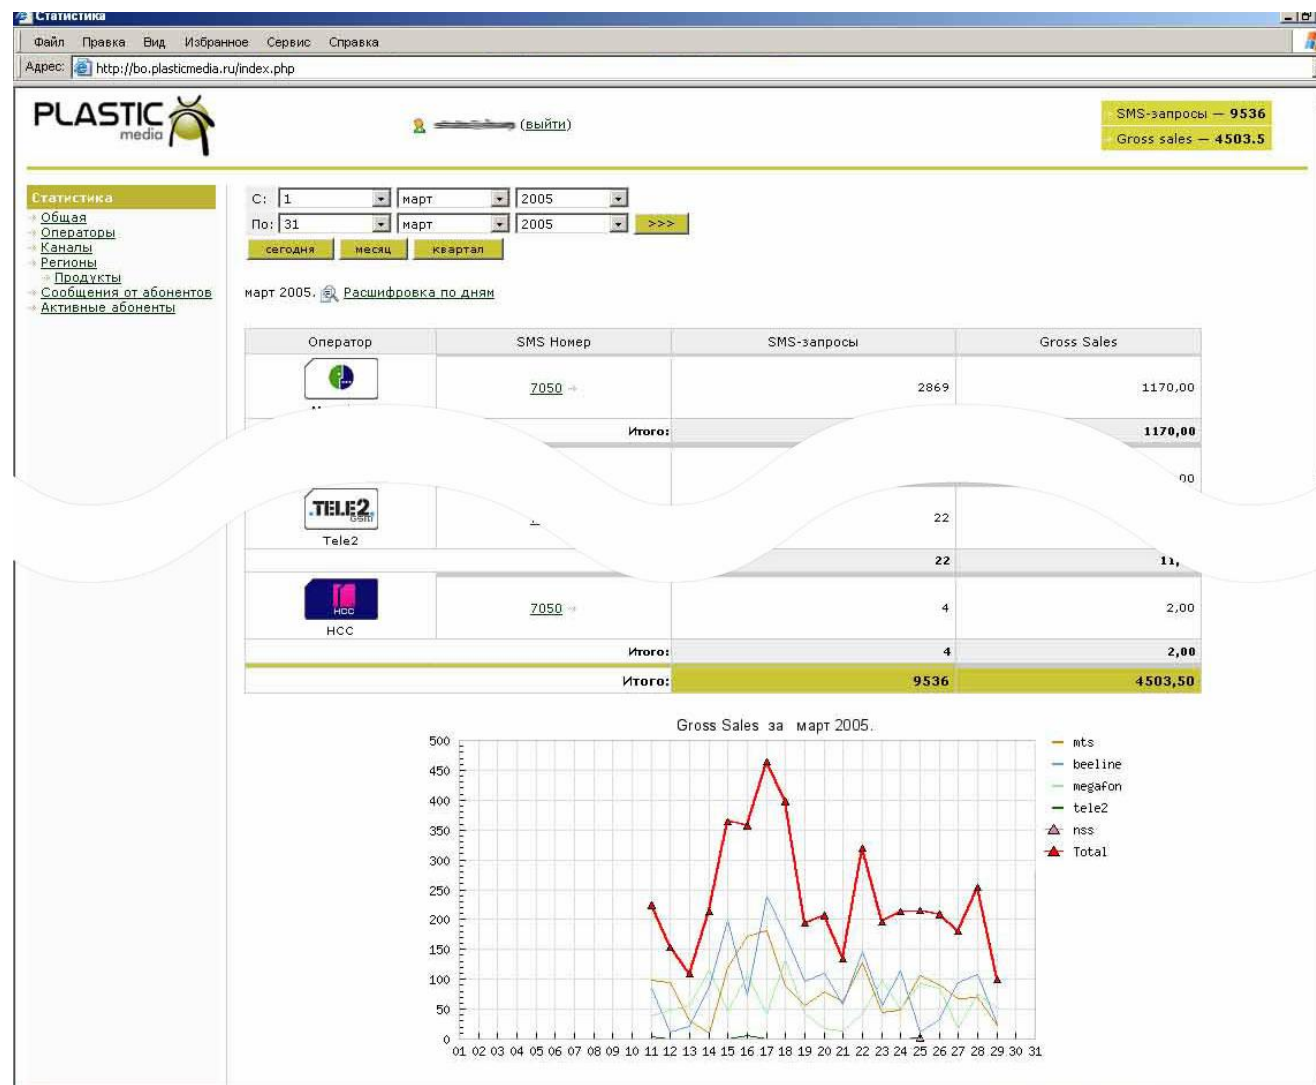 Статистика
Файл Правка Вид Избранное Сервис Справка
Адрес: http://bo.plasticmedia.ru/index.php
PLASTIC
media
(выйти)
SMS-запросы — 9536
Gross sales — 4503.5
Статистика
Общая
Операторы
Каналы
Регионы
Продукты
Сообщения от абонентов
Активные абоненты
С: 1 март 2005
По: 31 март 2005 >>>
сегодня месяц квартал
март 2005. Расшифровка по дням
Оператор SMS Номер SMS-запросы Gross Sales
7050 2869 1170,00
Итого: 1170,00
00
.TELE2.
GSM
22
Tele2
22 11,
НСС
7050 4 2,00
НСС
Итого: 4 2,00
Итого: 9536 4503,50
Gross Sales за март 2005.
500
450
400
350
300
250
200
150
100
50
0
01 02 03 04 05 06 07 08 09 10 11 12 13 14 15 16 17 18 19 20 21 22 23 24 25 26 27 28 29 30 31
mts
beeline
megafon
tele2
nss
Total